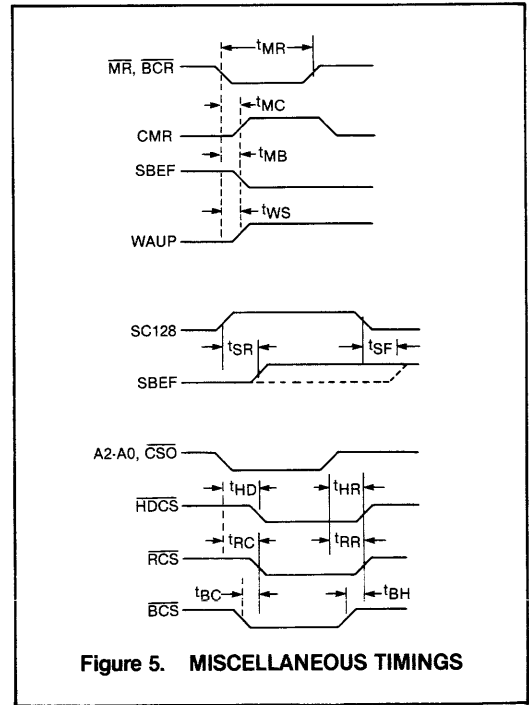 tMR
MR, BCR
tMC
CMR
tMB
SBEF
tWS
WAUP
SC128
tSR
tSF
SBEF
A2-A0, CSO
tHD
tHR
HDCS
tRC
tRR
RCS
tBC
tBH
BCS
Figure 5. MISCELLANEOUS TIMINGS